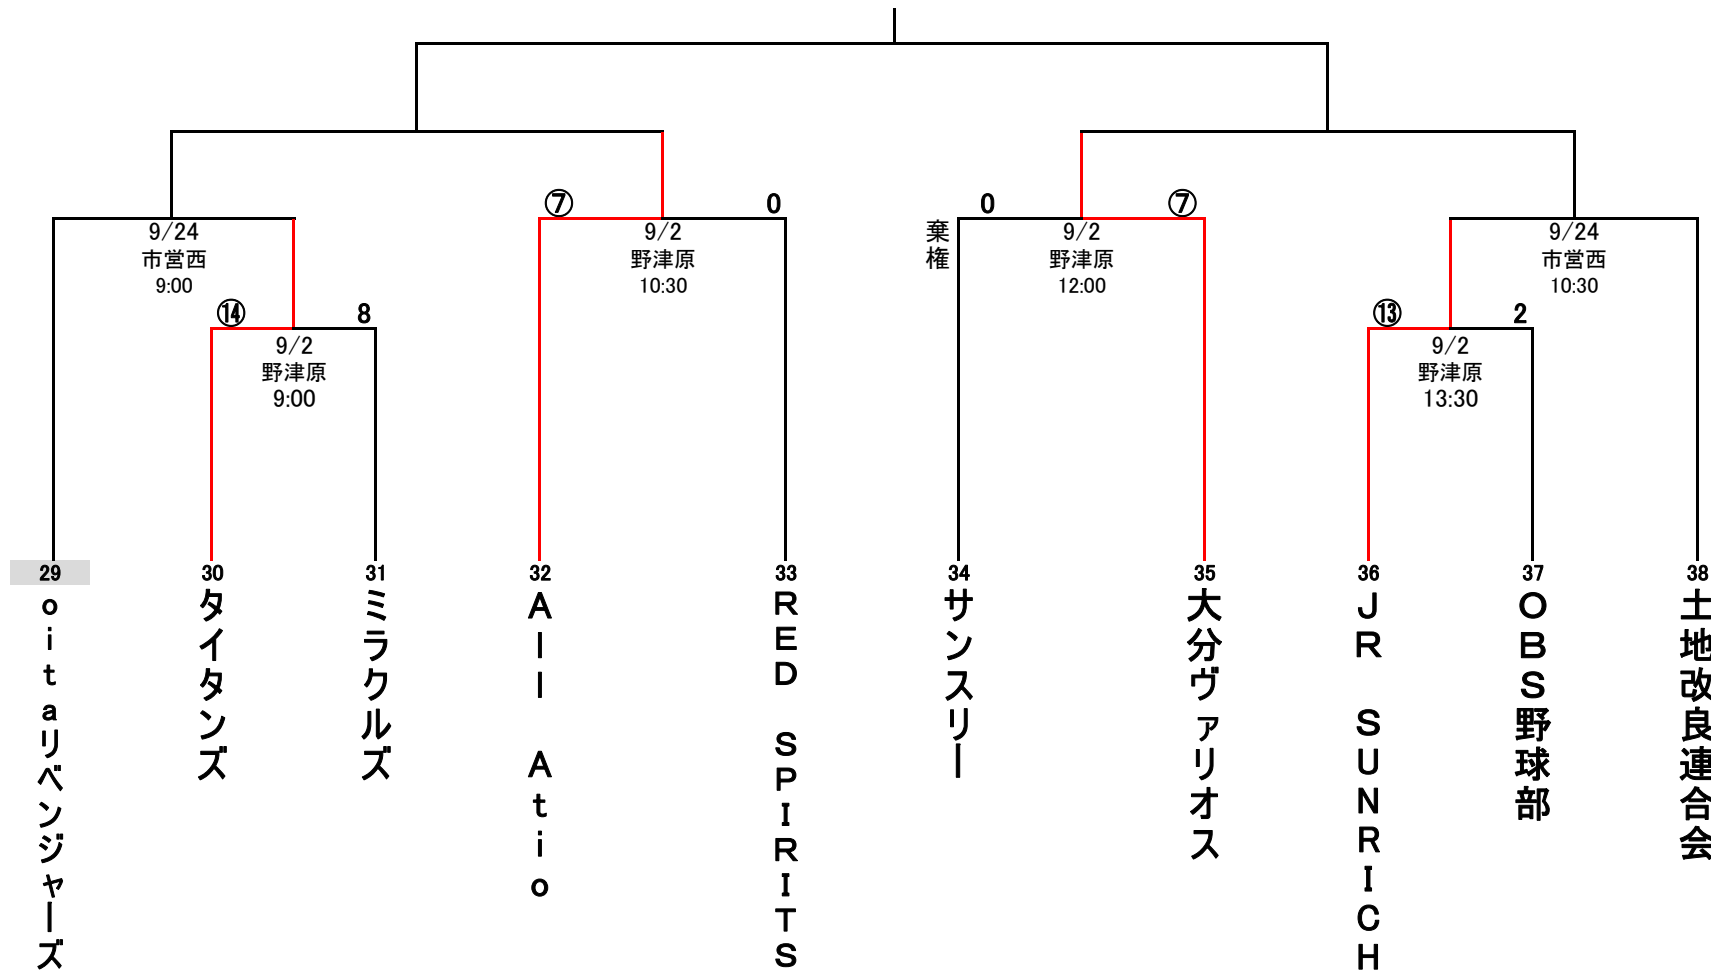 ⑦
0
0
⑦
9/24
市営西
9:00
9/2
野津原
10:30
棄権
9/2
野津原
12:00
9/24
市営西
10:30
⑭
8
9/2
野津原
9:00
⑬
2
9/2
野津原
13:30
29
oitaリベンジャーズ
30
タイタンズ
31
ミラクルズ
32
All Atio
33
RED SPIRITS
34
サンスリー
35
大分ヴァリオス
36
JR SUNRICH
37
OBS野球部
38
土地改良連合会